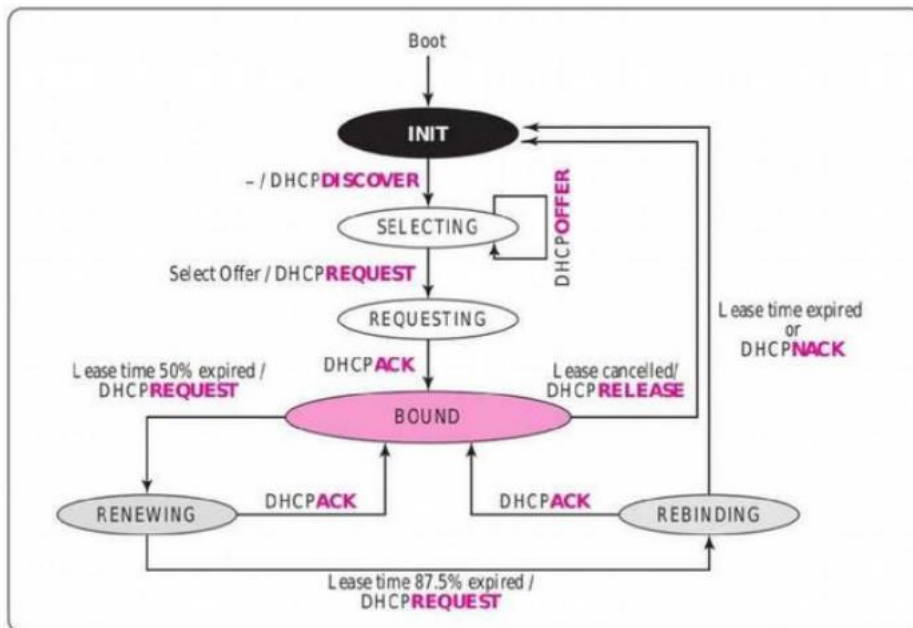 Boot
INIT
– / DHCPDISCOVER
DHCPOFFER
SELECTING
Select Offer / DHCPREQUEST
REQUESTING
Lease time expired
or
DHCPNACK
DHCPACK
Lease time 50% expired /
DHCPREQUEST
Lease cancelled/
DHCPRELEASE
BOUND
DHCPACK
DHCPACK
RENEWING
REBINDING
Lease time 87.5% expired /
DHCPREQUEST